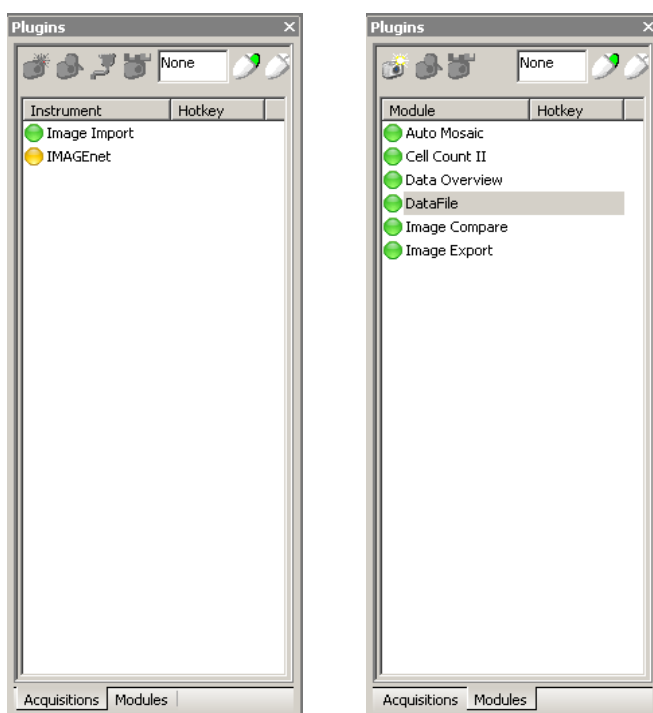 Plugins ×
None
Instrument Hotkey
Image Import
IMAGEnet
Acquisitions Modules
Plugins ×
None
Module Hotkey
Auto Mosaic
Cell Count II
Data Overview
DataFile
Image Compare
Image Export
Acquisitions Modules